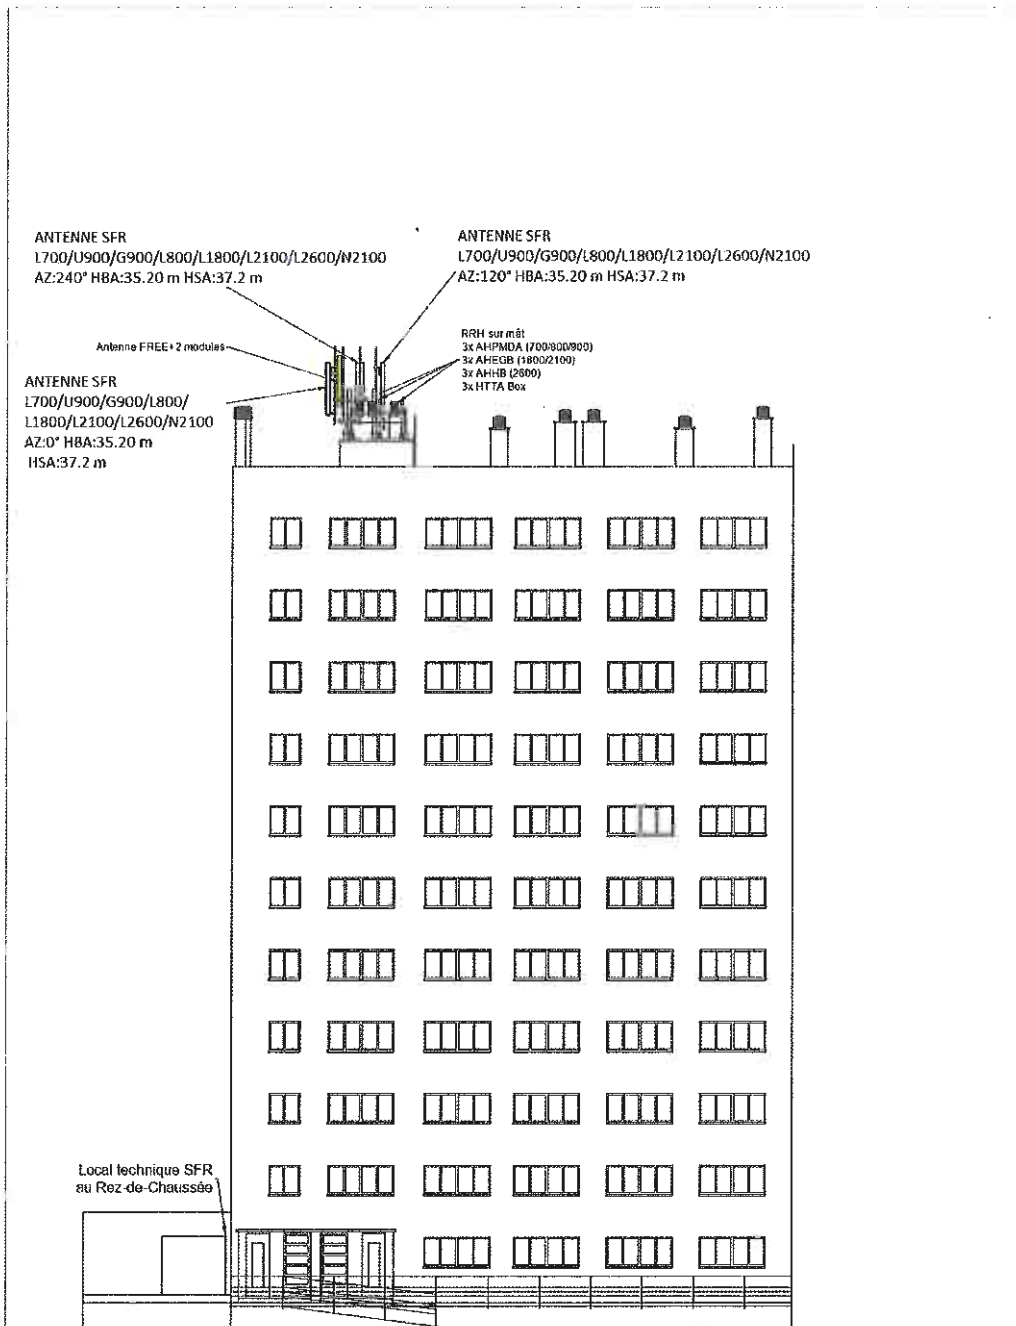 ANTENNE SFR
L700/U900/G900/L800/L1800/L2100/L2600/N2100
AZ:240° HBA:35.20 m HSA:37.2 m
ANTENNE SFR
L700/U900/G900/L800/L1800/L2100/L2600/N2100
AZ:120° HBA:35.20 m HSA:37.2 m
Antenne FREE+2 modules
RRH sur mât
3x AHPMDA (700/800/900)
3x AHEGB (1800/2100)
3x AHHB (2600)
3x HTTA Box
ANTENNE SFR
L700/U900/G900/L800/
L1800/L2100/L2600/N2100
AZ:0° HBA:35.20 m
HSA:37.2 m
Local technique SFR
au Rez-de-Chaussée